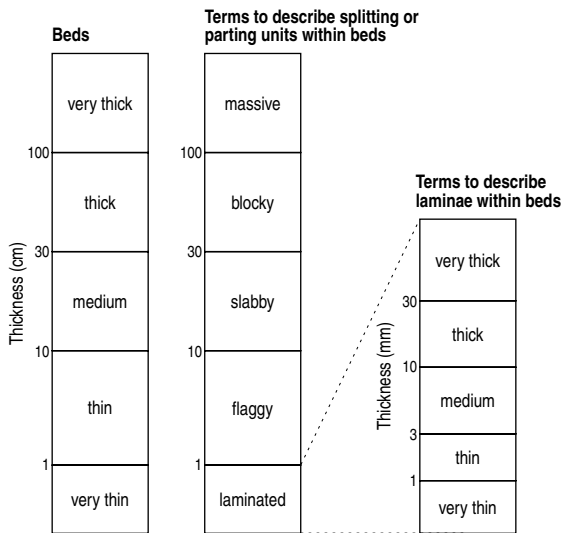 Beds
Thickness (cm)
very thick
100
thick
30
medium
10
thin
1
very thin
Terms to describe splitting or
parting units within beds
massive
100
blocky
30
slabby
10
flaggy
1
laminated
Terms to describe
laminae within beds
Thickness (mm)
very thick
30
thick
10
medium
3
thin
1
very thin